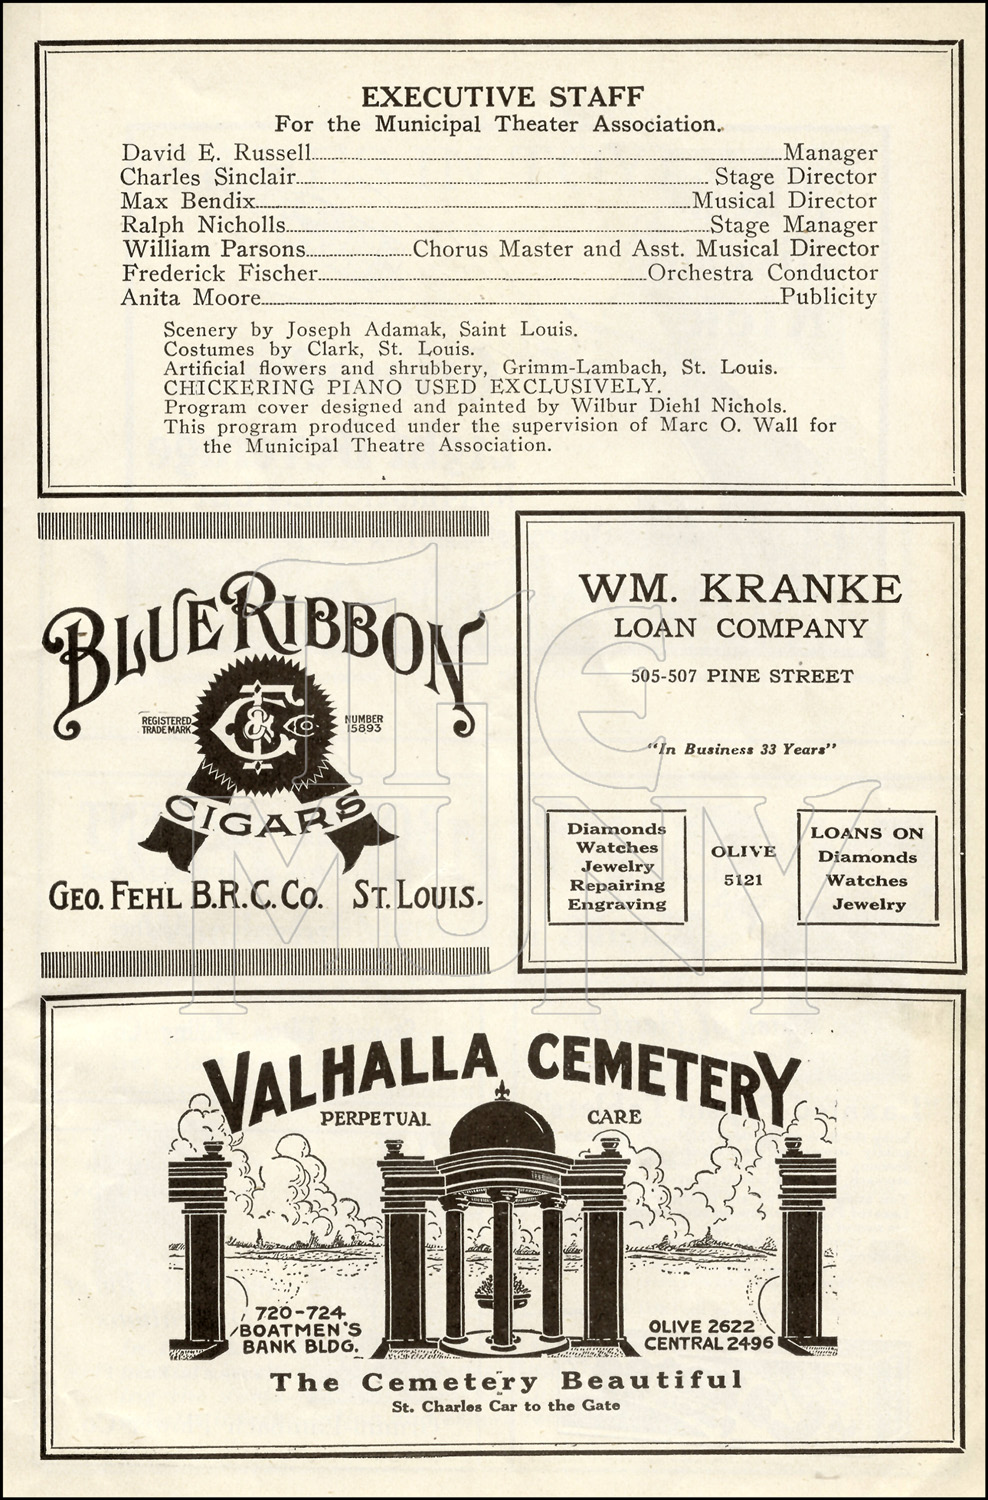 EXECUTIVE STAFF
For the Municipal Theater Association.
David E. Russell Manager
Charles Sinclair Stage Director
Max Bendix Musical Director
Ralph Nicholls Stage Manager
William Parsons Chorus Master and Asst. Musical Director
Frederick Fischer Orchestra Conductor
Anita Moore Publicity
Scenery by Joseph Adamak, Saint Louis.
Costumes by Clark, St. Louis.
Artificial flowers and shrubbery, Grimm-Lambach, St. Louis.
CHICKERING PIANO USED EXCLUSIVELY.
Program cover designed and painted by Wilbur Diehl Nichols.
This program produced under the supervision of Marc O. Wall for
the Municipal Theatre Association.
BLUE RIBBON
REGISTERED
TRADE MARK
NUMBER
15893
CIGARS
GEO. FEHL B.R.C. CO. ST. LOUIS.
WM. KRANKE
LOAN COMPANY
505-507 PINE STREET
"In Business 33 Years"
Diamonds
Watches
Jewelry
Repairing
Engraving
OLIVE
5121
LOANS ON
Diamonds
Watches
Jewelry
THE
MUNY
VALHALLA CEMETERY
PERPETUAL CARE
720-724
BOATMEN'S
BANK BLDG.
OLIVE 2622
CENTRAL 2496
The Cemetery Beautiful
St. Charles Car to the Gate